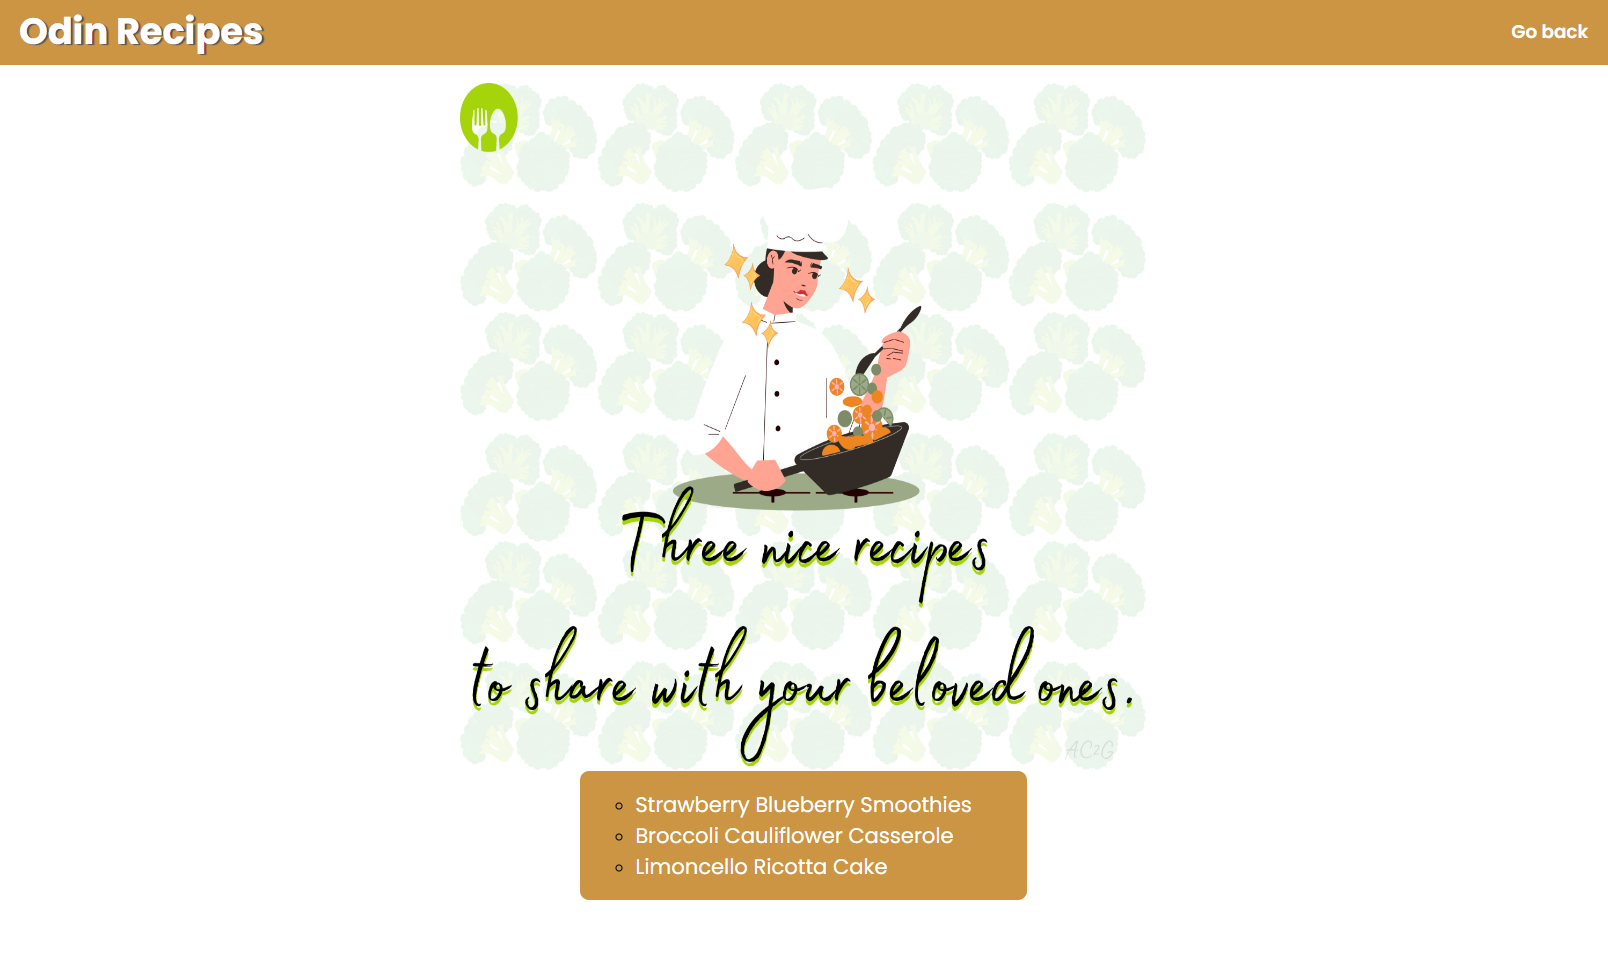 Odin Recipes
Go back
Three nice recipes
to share with your beloved ones.
AC2G
Strawberry Blueberry Smoothies
Broccoli Cauliflower Casserole
Limoncello Ricotta Cake